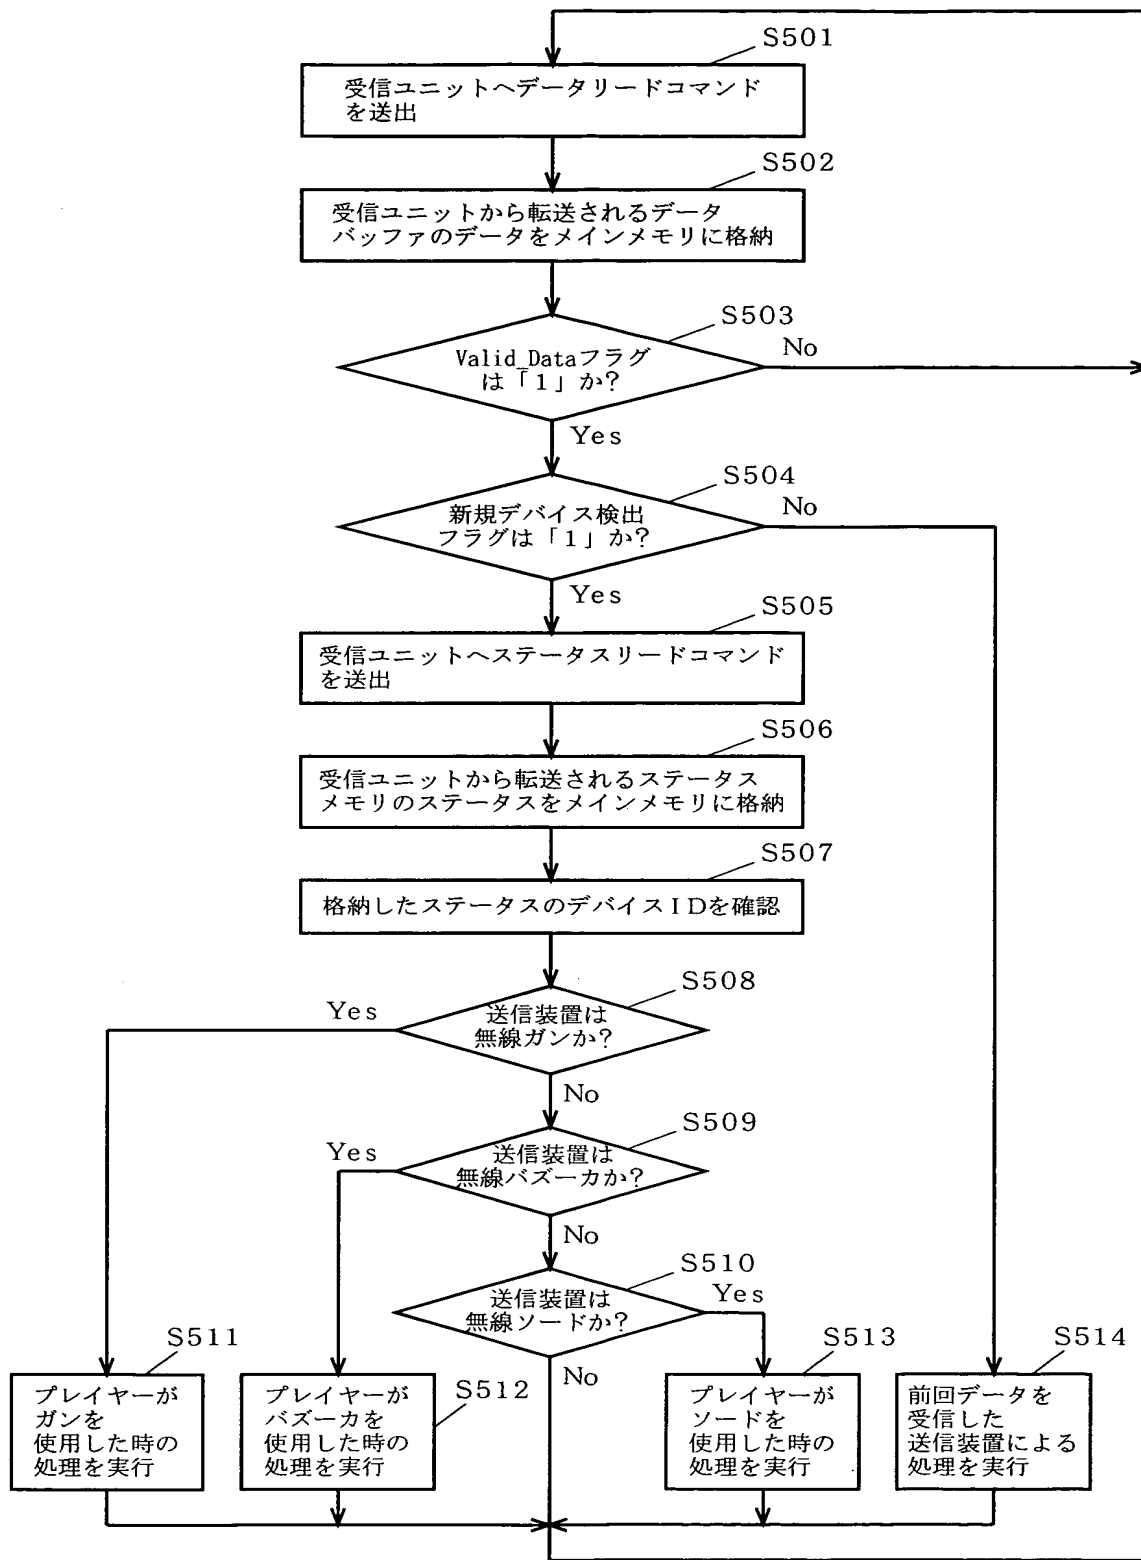 S501
受信ユニットへデータリードコマンド
を送出
S502
受信ユニットから転送されるデータ
バッファのデータをメインメモリに格納
S503
Valid_Dataフラグ
は「1」か?
No
Yes
S504
新規デバイス検出
フラグは「1」か?
No
Yes
S505
受信ユニットへステータスリードコマンド
を送出
S506
受信ユニットから転送されるステータス
メモリのステータスをメインメモリに格納
S507
格納したステータスのデバイスIDを確認
S508
送信装置は
無線ガンか?
Yes
No
S509
送信装置は
無線バズーカか?
Yes
No
S510
送信装置は
無線ソードか?
Yes
No
S511
プレイヤーが
ガンを
使用した時の
処理を実行
S512
プレイヤーが
バズーカを
使用した時の
処理を実行
S513
プレイヤーが
ソードを
使用した時の
処理を実行
S514
前回データを
受信した
送信装置による
処理を実行